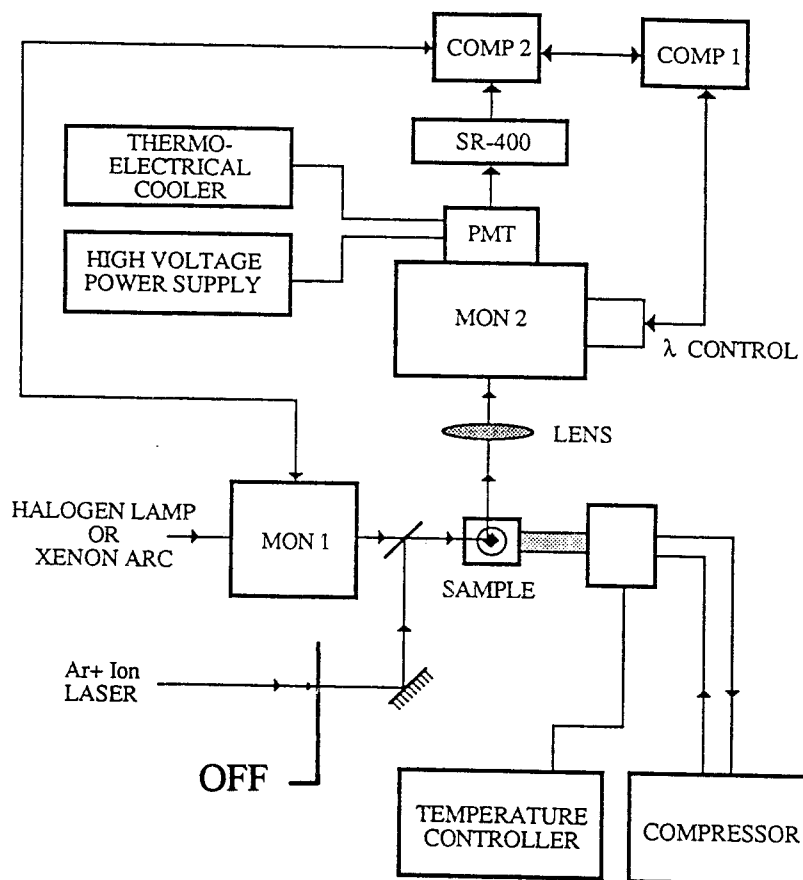 COMP 2
COMP 1
THERMO-
ELECTRICAL
COOLER
SR-400
PMT
HIGH VOLTAGE
POWER SUPPLY
MON 2
λ CONTROL
LENS
HALOGEN LAMP
OR
XENON ARC
MON 1
SAMPLE
Ar+ Ion
LASER
OFF
TEMPERATURE
CONTROLLER
COMPRESSOR